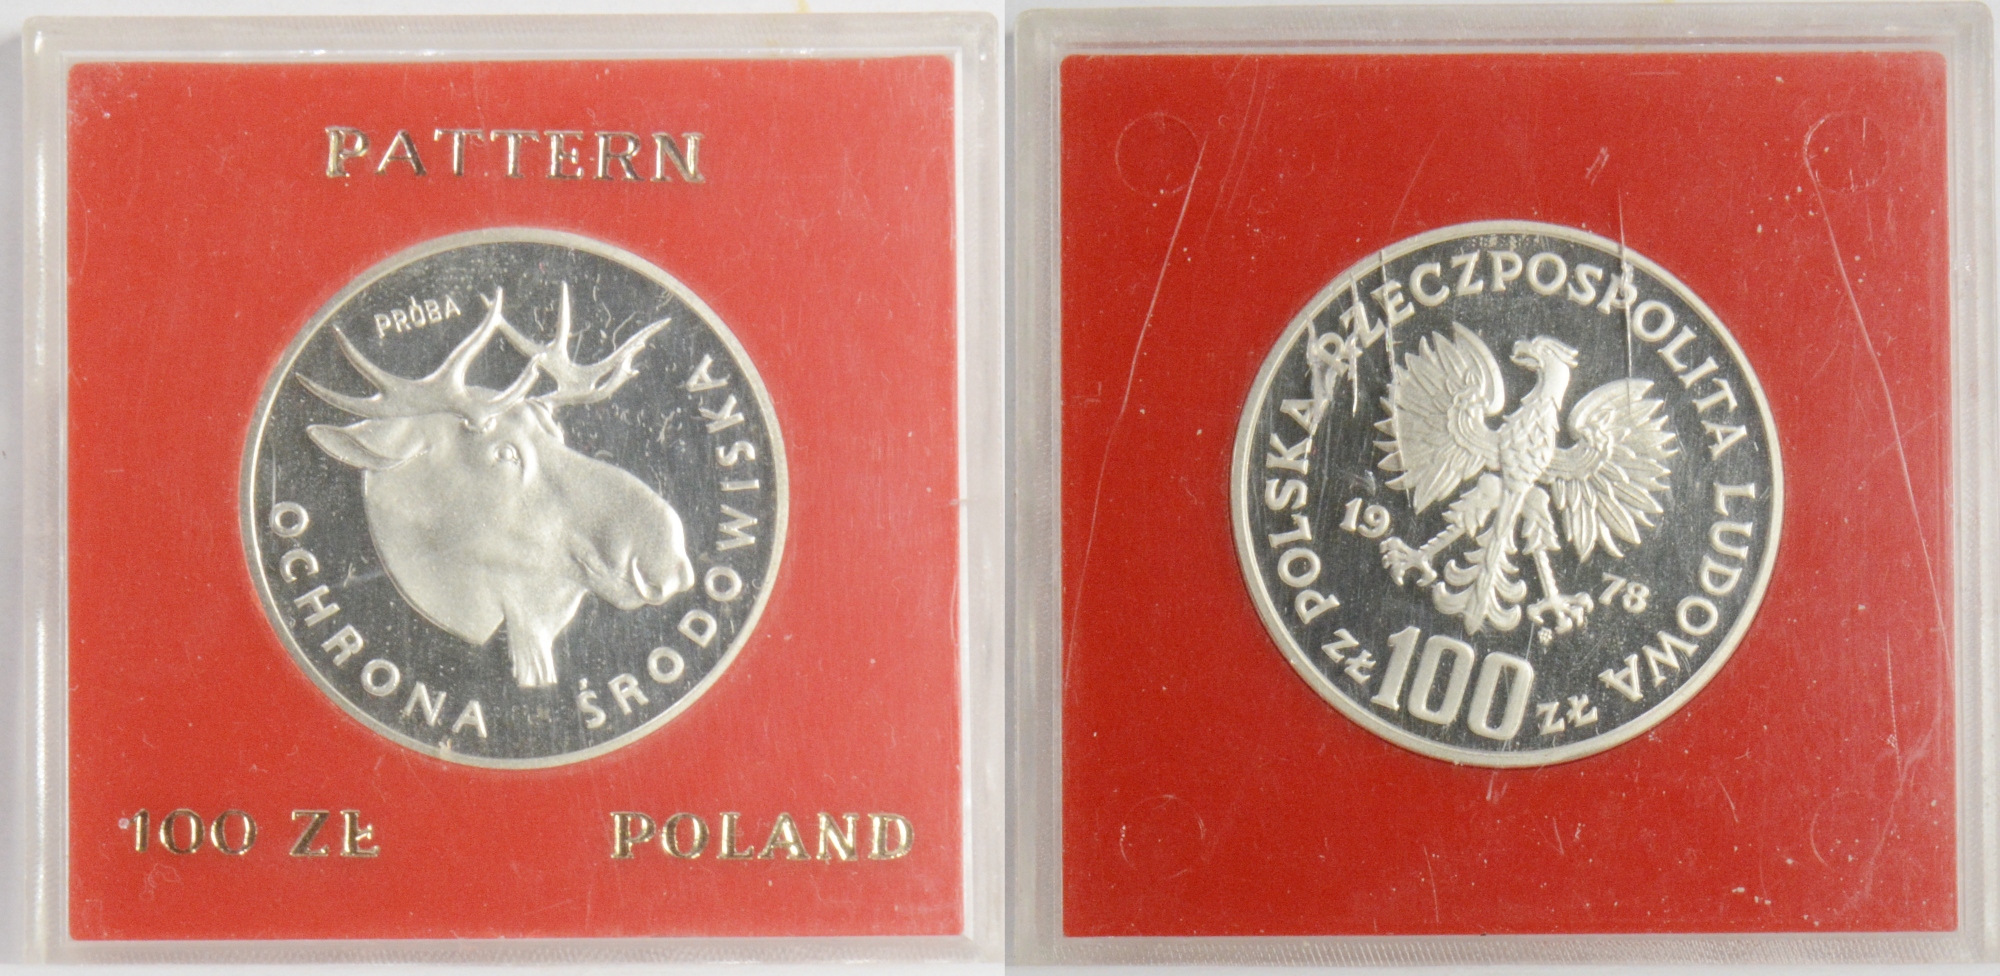 PATTERN
PRÓBA
OCHRONA ŚRODOWISKA
100 ZŁ POLAND
POLSKA RZECZPOSPOLITA LUDOWA
19 78
ZŁ 100 ZŁ